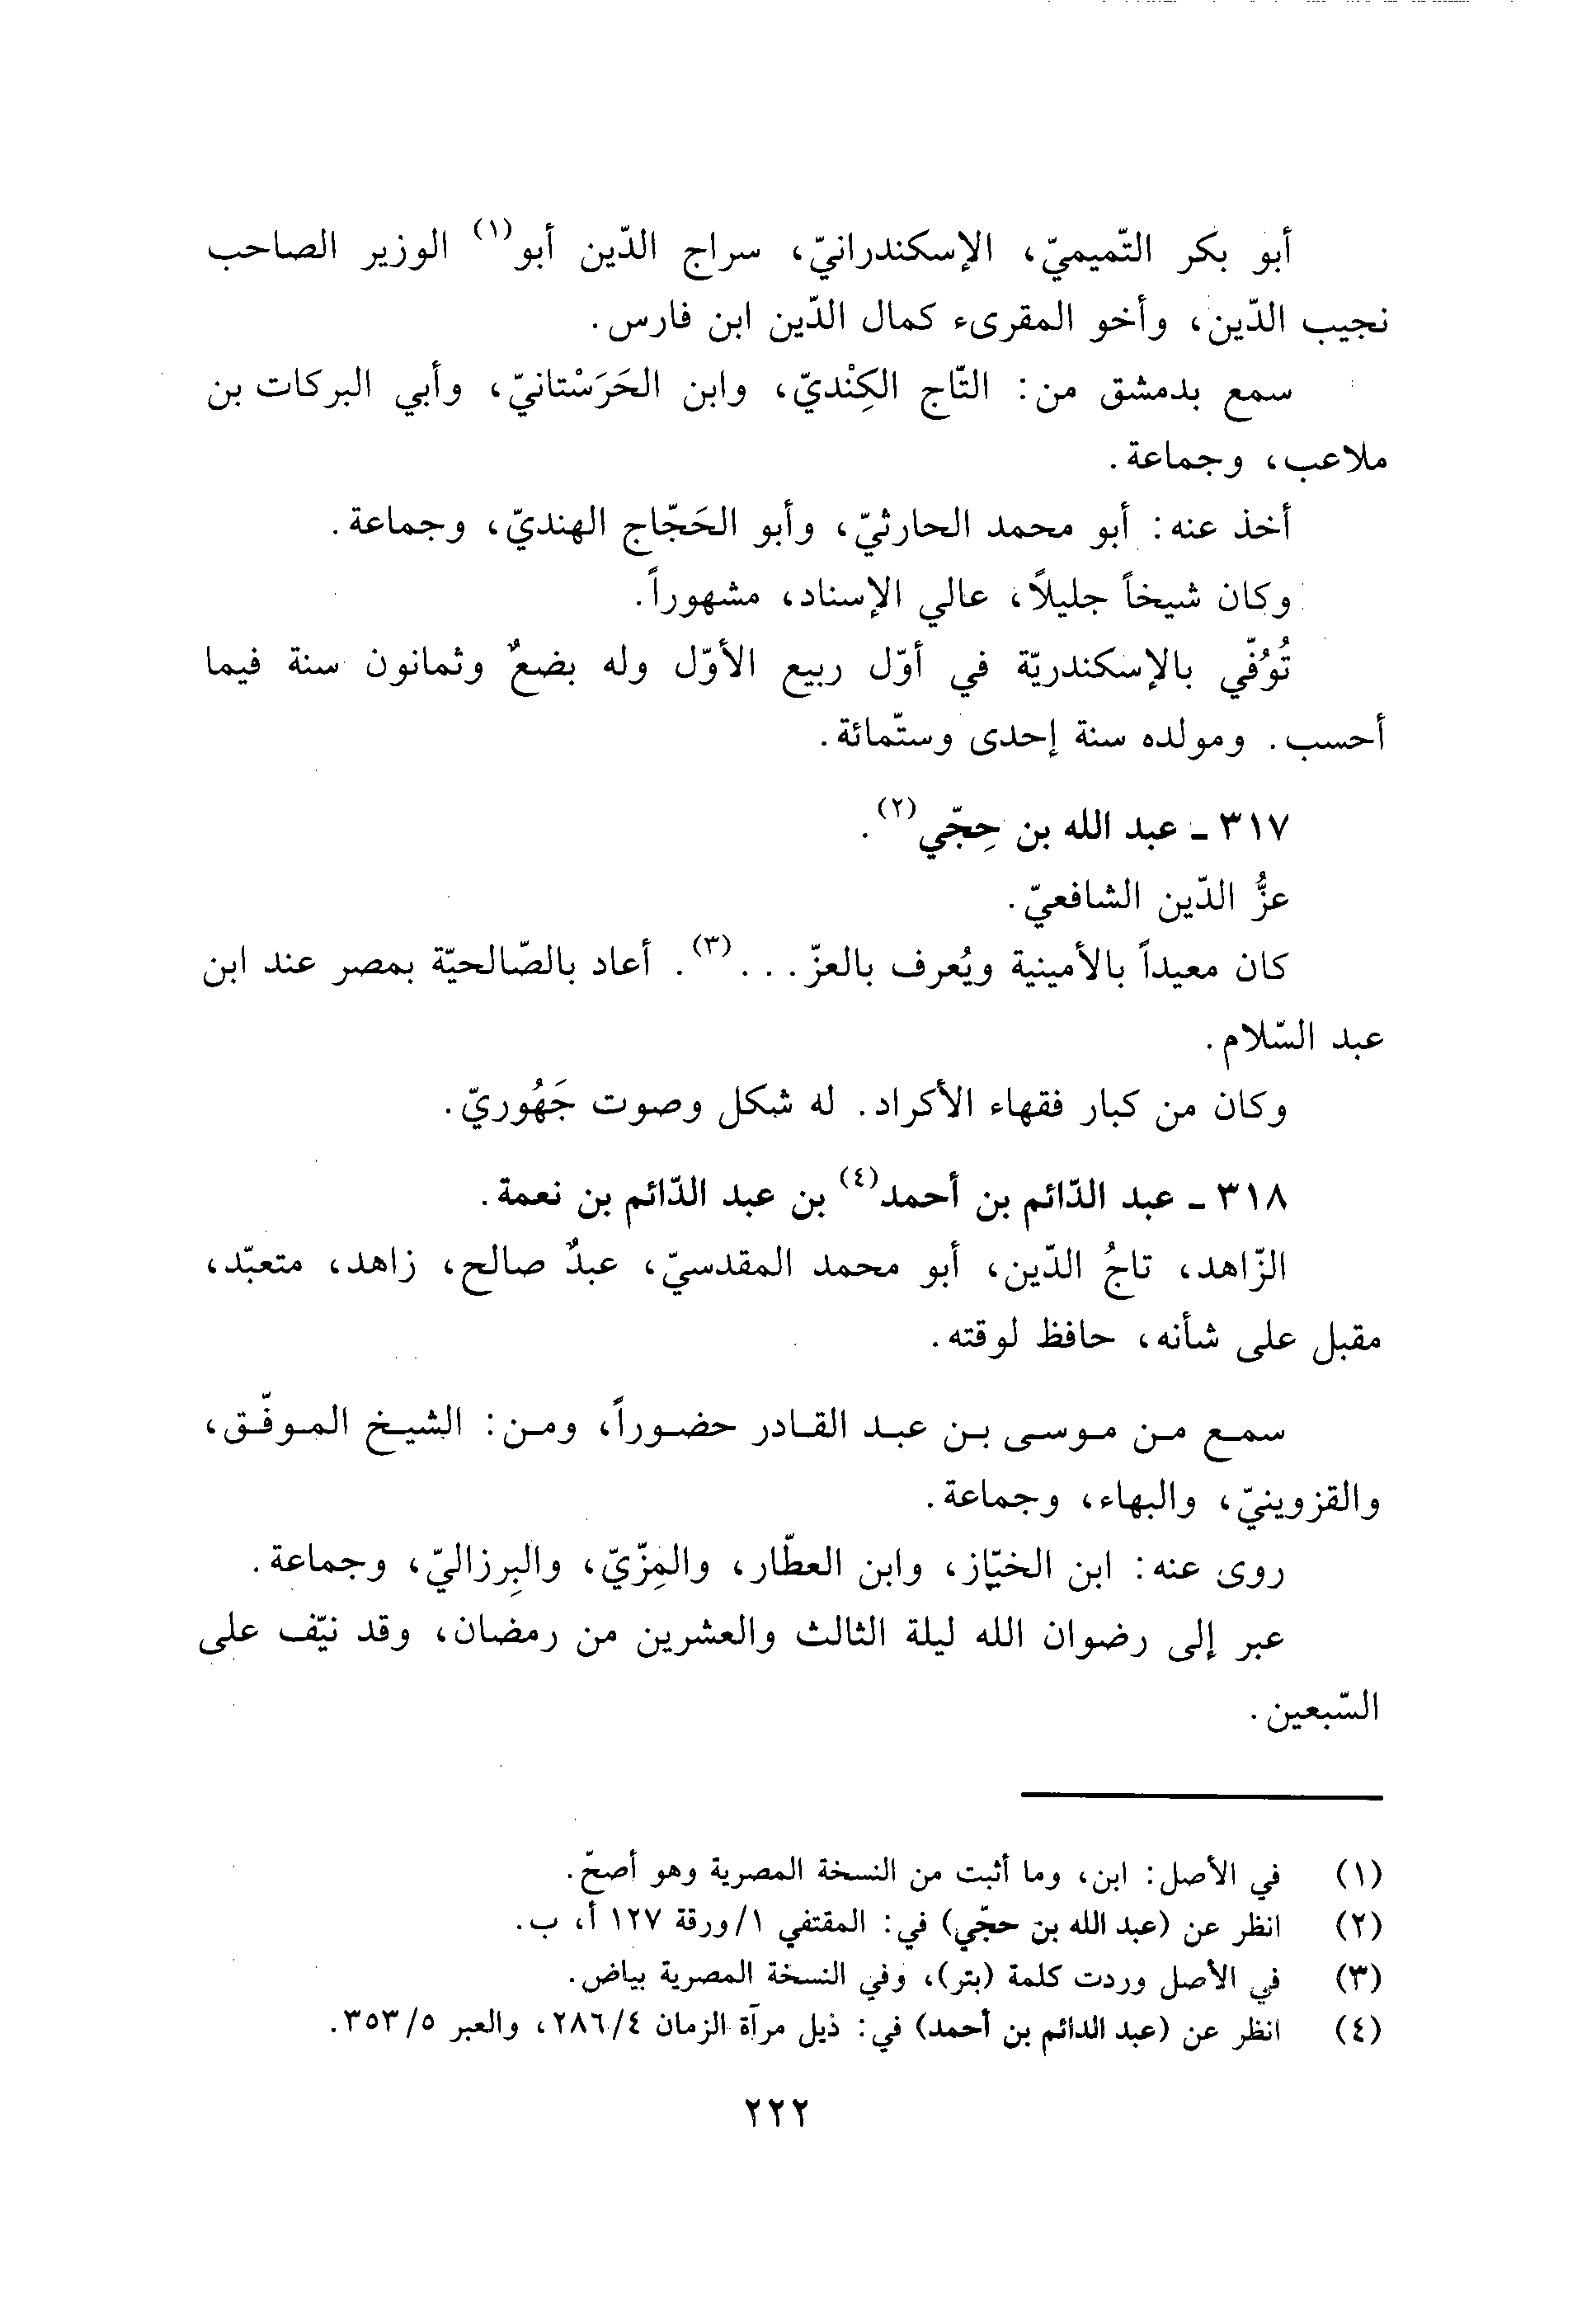 أبو بكر التّميميّ، الإسكندرانيّ، سراج الدّين أبو(١) الوزير الصاحب
نجيب الدّين، وأخو المقرىء كمال الدّين ابن فارس.
سمع بدمشق من: التّاج الكِنْديّ، وابن الحَرَسْتانيّ، وأبي البركات بن
ملاعب، وجماعة.
أخذ عنه: أبو محمد الحارثيّ، وأبو الحَجّاج الهنديّ، وجماعة.
وكان شيخاً جليلاً، عالي الإسناد، مشهوراً.
تُوُفّي بالإسكندريّة في أوّل ربيع الأوّل وله بضعٌ وثمانون سنة فيما
أحسب. ومولده سنة إحدى وستّمائة.
٣١٧ ـ عبد الله بن حِجّي(٢).
عزُّ الدّين الشافعيّ.
كان معيداً بالأمينية ويُعرف بالعزّ. . .(٣). أعاد بالصّالحيّة بمصر عند ابن
عبد السّلام.
وكان من كبار فقهاء الأكراد. له شكل وصوت جَهُوريّ.
٣١٨ ـ عبد الدّائم بن أحمد(٤) بن عبد الدّائم بن نعمة.
الزّاهد، تاجُ الدّين، أبو محمد المقدسيّ، عبدٌ صالح، زاهد، متعبّد،
مقبل على شأنه، حافظ لوقته.
سمـع مـن مـوسـى بـن عبـد القـادر حضـوراً، ومـن: الشيـخ المـوفّـق،
والقزوينيّ، والبهاء، وجماعة.
روى عنه: ابن الخبّاز، وابن العطّار، والمِزّيّ، والبِرزاليّ، وجماعة.
عبر إلى رضوان الله ليلة الثالث والعشرين من رمضان، وقد نيّف على
السّبعين.
(١) في الأصل: ابن، وما أثبت من النسخة المصرية وهو أصحّ.
(٢) انظر عن (عبد الله بن حجّي) في: المقتفي ١/ورقة ١٢٧ أ، ب.
(٣) في الأصل وردت كلمة (بتر)، وفي النسخة المصرية بياض.
(٤) انظر عن (عبد الدائم بن أحمد) في: ذيل مرآة الزمان ٤/٢٨٦، والعبر ٥/٣٥٣.
٢٢٢